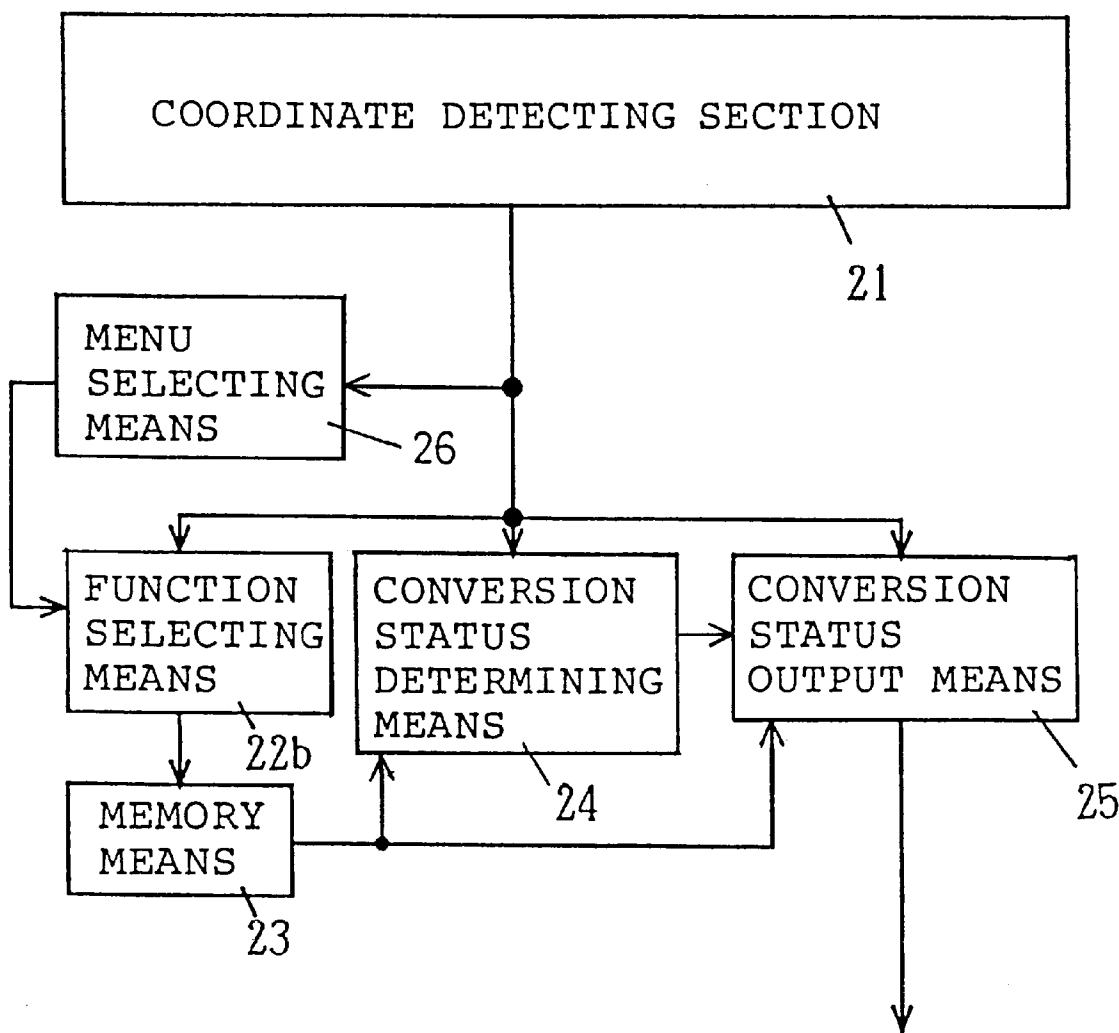 COORDINATE DETECTING SECTION
21
MENU
SELECTING
MEANS
26
FUNCTION
SELECTING
MEANS
22b
CONVERSION
STATUS
DETERMINING
MEANS
24
CONVERSION
STATUS
OUTPUT MEANS
25
MEMORY
MEANS
23